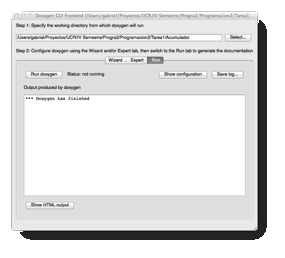 Doxygen GUI frontend (/Users/gabriel/Proyectos/UCR/IV Semestre/Progra2/Programacion2/Tarea1
Step 1: Specify the working directory from which doxygen will run
/Users/gabriel/Proyectos/UCR/IV Semestre/Progra2/Programacion2/Tarea1/Acumulador Select...
Step 2: Configure doxygen using the Wizard and/or Expert tab, then switch to the Run tab to generate the documentation
Wizard Expert Run
Run doxygen Status: not running Show configuration Save log...
Output produced by doxygen
*** Doxygen has finished
Show HTML output